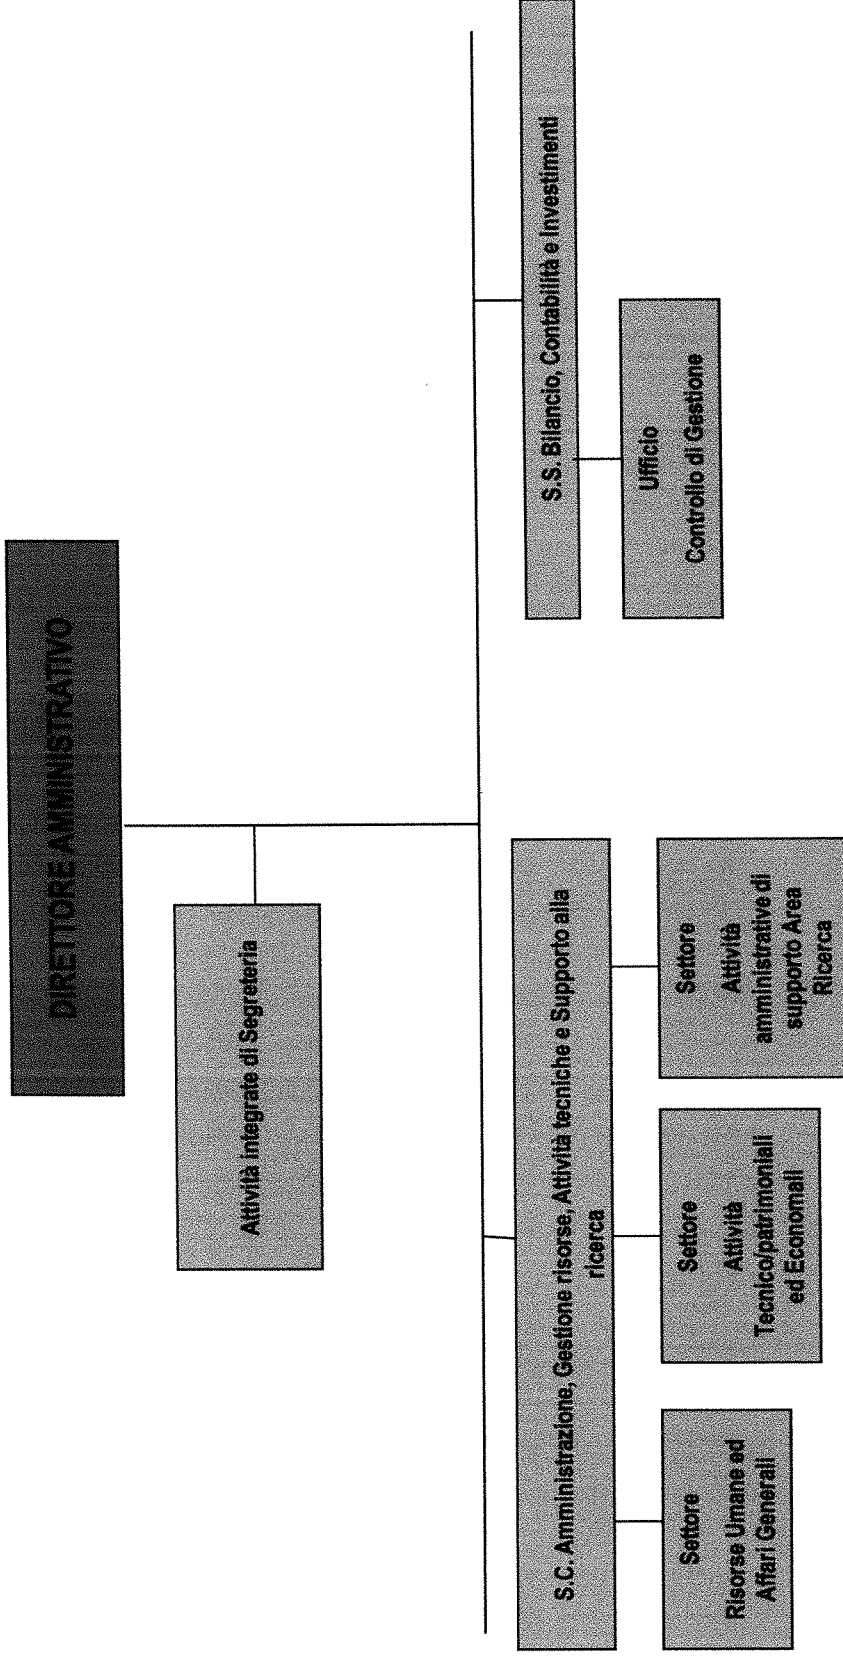 DIRETTORE AMMINISTRATIVO
Attività integrate di Segreteria
S.C. Amministrazione, Gestione risorse, Attività tecniche e Supporto alla
ricerca
S.S. Bilancio, Contabilità e Investimenti
Settore
Risorse Umane ed
Affari Generali
Settore
Attività
Tecnico/patrimoniali
ed Economali
Settore
Attività
amministrative di
supporto Area
Ricerca
Ufficio
Controllo di Gestione